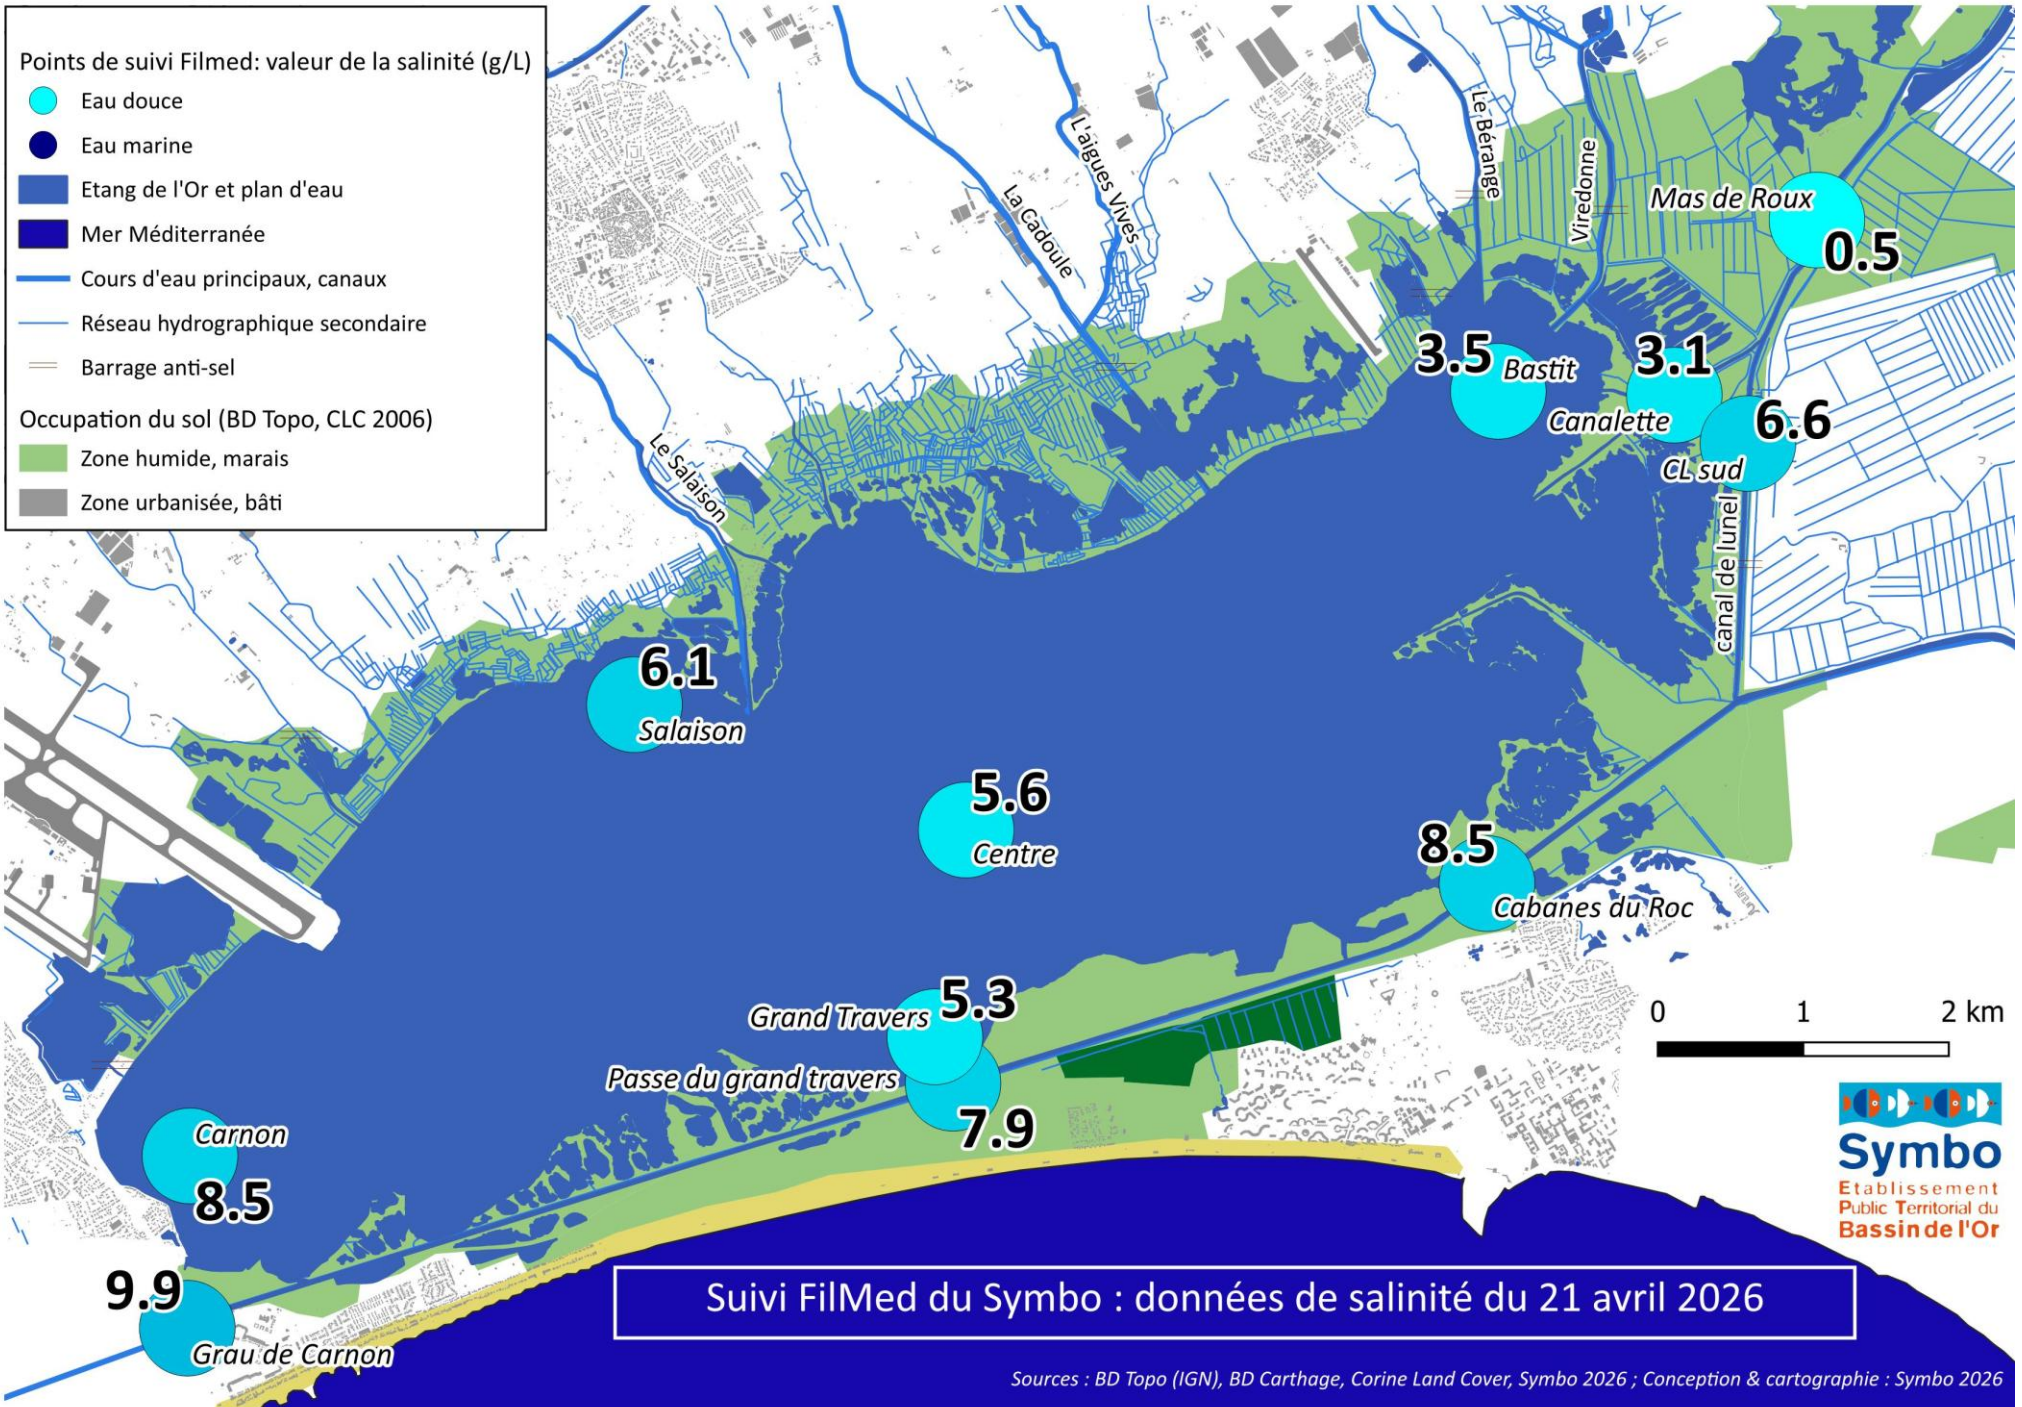 Points de suivi Filmed: valeur de la salinité (g/L)
Eau douce
Eau marine
Etang de l'Or et plan d'eau
Mer Méditerranée
Cours d'eau principaux, canaux
Réseau hydrographique secondaire
Barrage anti-sel
Occupation du sol (BD Topo, CLC 2006)
Zone humide, marais
Zone urbanisée, bâti
Le Salaison
La Cadoule
L'aigues Vives
Le Bérange
Viredonne
Mas de Roux
0.5
3.5
Bastit
3.1
Canalette
6.6
CL sud
canal de lunel
6.1
Salaison
5.6
Centre
8.5
Cabanes du Roc
5.3
Grand Travers
Passe du grand travers
7.9
Carnon
8.5
9.9
Grau de Carnon
0 1 2 km
Symbo
Etablissement
Public Territorial du
Bassin de l'Or
Suivi FilMed du Symbo : données de salinité du 21 avril 2026
Sources : BD Topo (IGN), BD Carthage, Corine Land Cover, Symbo 2026 ; Conception & cartographie : Symbo 2026